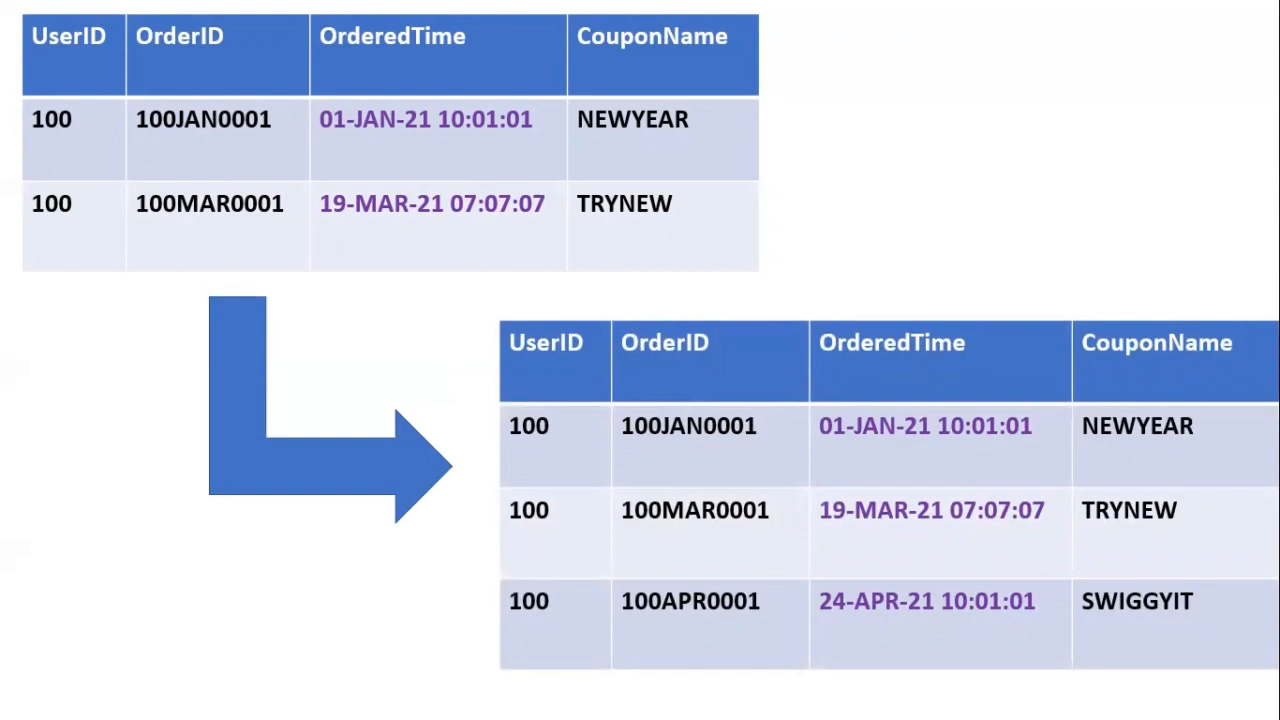 UserID OrderID OrderedTime CouponName
100 100JAN0001 01-JAN-21 10:01:01 NEWYEAR
100 100MAR0001 19-MAR-21 07:07:07 TRYNEW
UserID OrderID OrderedTime CouponName
100 100JAN0001 01-JAN-21 10:01:01 NEWYEAR
100 100MAR0001 19-MAR-21 07:07:07 TRYNEW
100 100APR0001 24-APR-21 10:01:01 SWIGGYIT